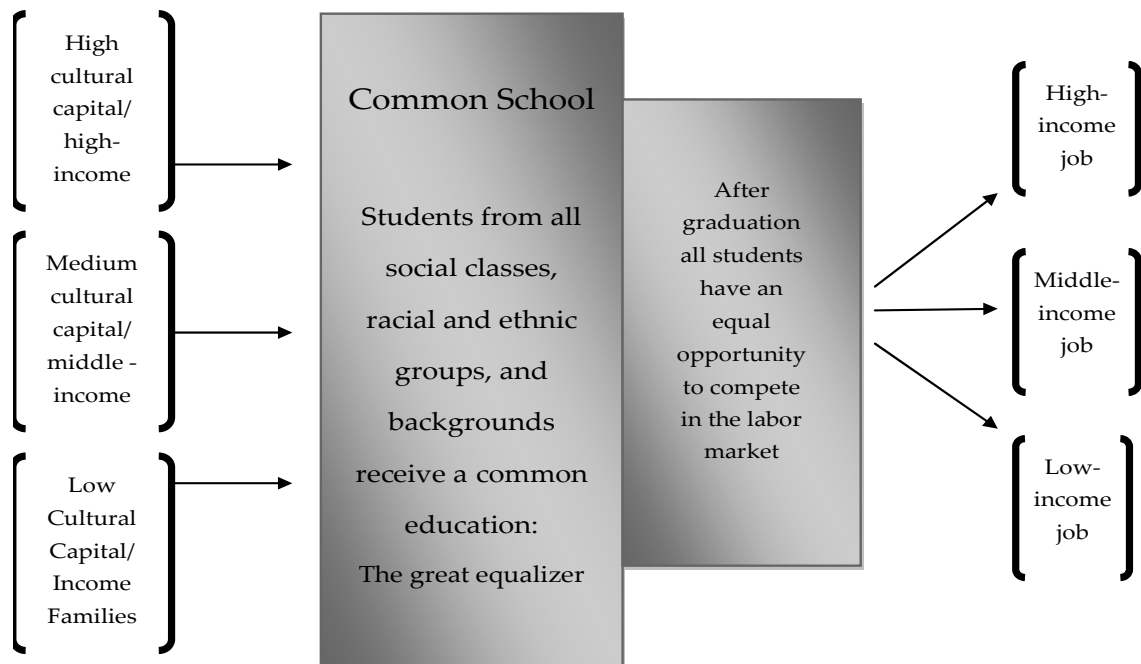 High
cultural
capital/
high-
income
Medium
cultural
capital/
middle -
income
Low
Cultural
Capital/
Income
Families
Common School
Students from all
social classes,
racial and ethnic
groups, and
backgrounds
receive a common
education:
The great equalizer
After
graduation
all students
have an
equal
opportunity
to compete
in the labor
market
High-
income
job
Middle-
income
job
Low-
income
job